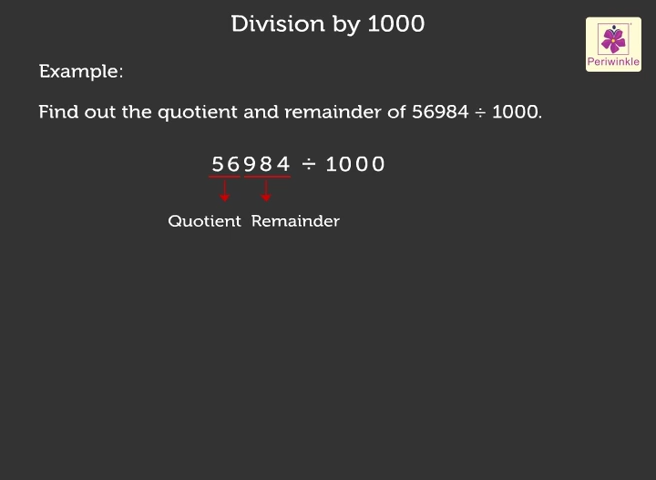 Division by 1000
Periwinkle
Example:
Find out the quotient and remainder of 56984 ÷ 1000.
56984 ÷ 1000
Quotient Remainder